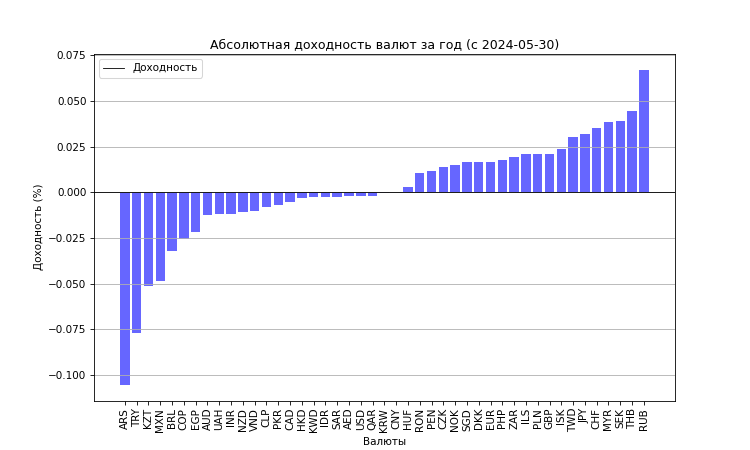 Абсолютная доходность валют за год (с 2024-05-30)
Доходность
0.075
0.050
0.025
0.000
−0.025
−0.050
−0.075
−0.100
Доходность (%)
ARS TRY KZT MXN BRL COP EGP AUD UAH INR NZD VND CLP PKR CAD HKD KWD IDR SAR AED USD QAR KRW CNY HUF RON PEN CZK NOK SGD DKK EUR PHP ZAR ILS PLN GBP ISK TWD JPY CHF MYR SEK THB RUB
Валюты